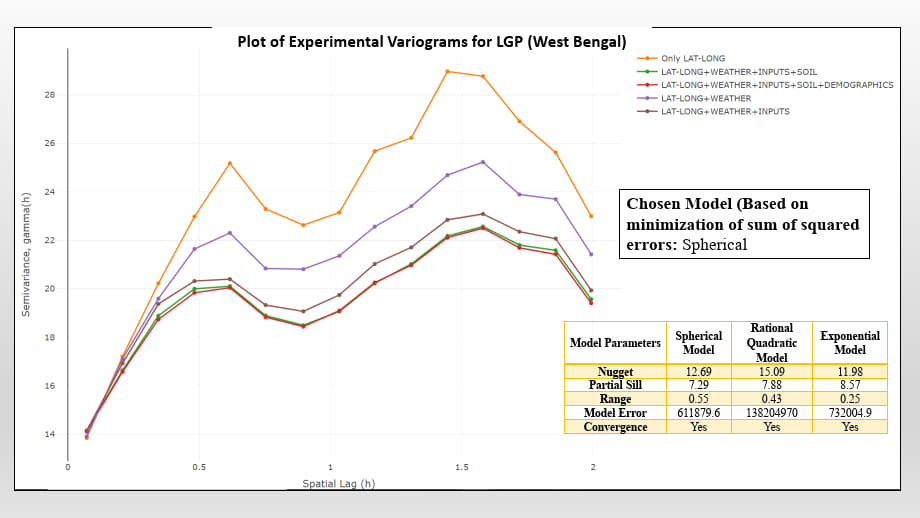 Plot of Experimental Variograms for LGP (West Bengal)
Only LAT-LONG
LAT-LONG+WEATHER+INPUTS+SOIL
LAT-LONG+WEATHER+INPUTS+SOIL+DEMOGRAPHICS
LAT-LONG+WEATHER
LAT-LONG+WEATHER+INPUTS
Semivariance, gamma(h)
28
26
24
22
20
18
16
14
0 0.5 1 1.5 2
Spatial Lag (h)
Chosen Model (Based on
minimization of sum of squared
errors: Spherical
Model Parameters Spherical Model Rational Quadratic Model Exponential Model
Nugget 12.69 15.09 11.98
Partial Sill 7.29 7.88 8.57
Range 0.55 0.43 0.25
Model Error 611879.6 138204970 732004.9
Convergence Yes Yes Yes